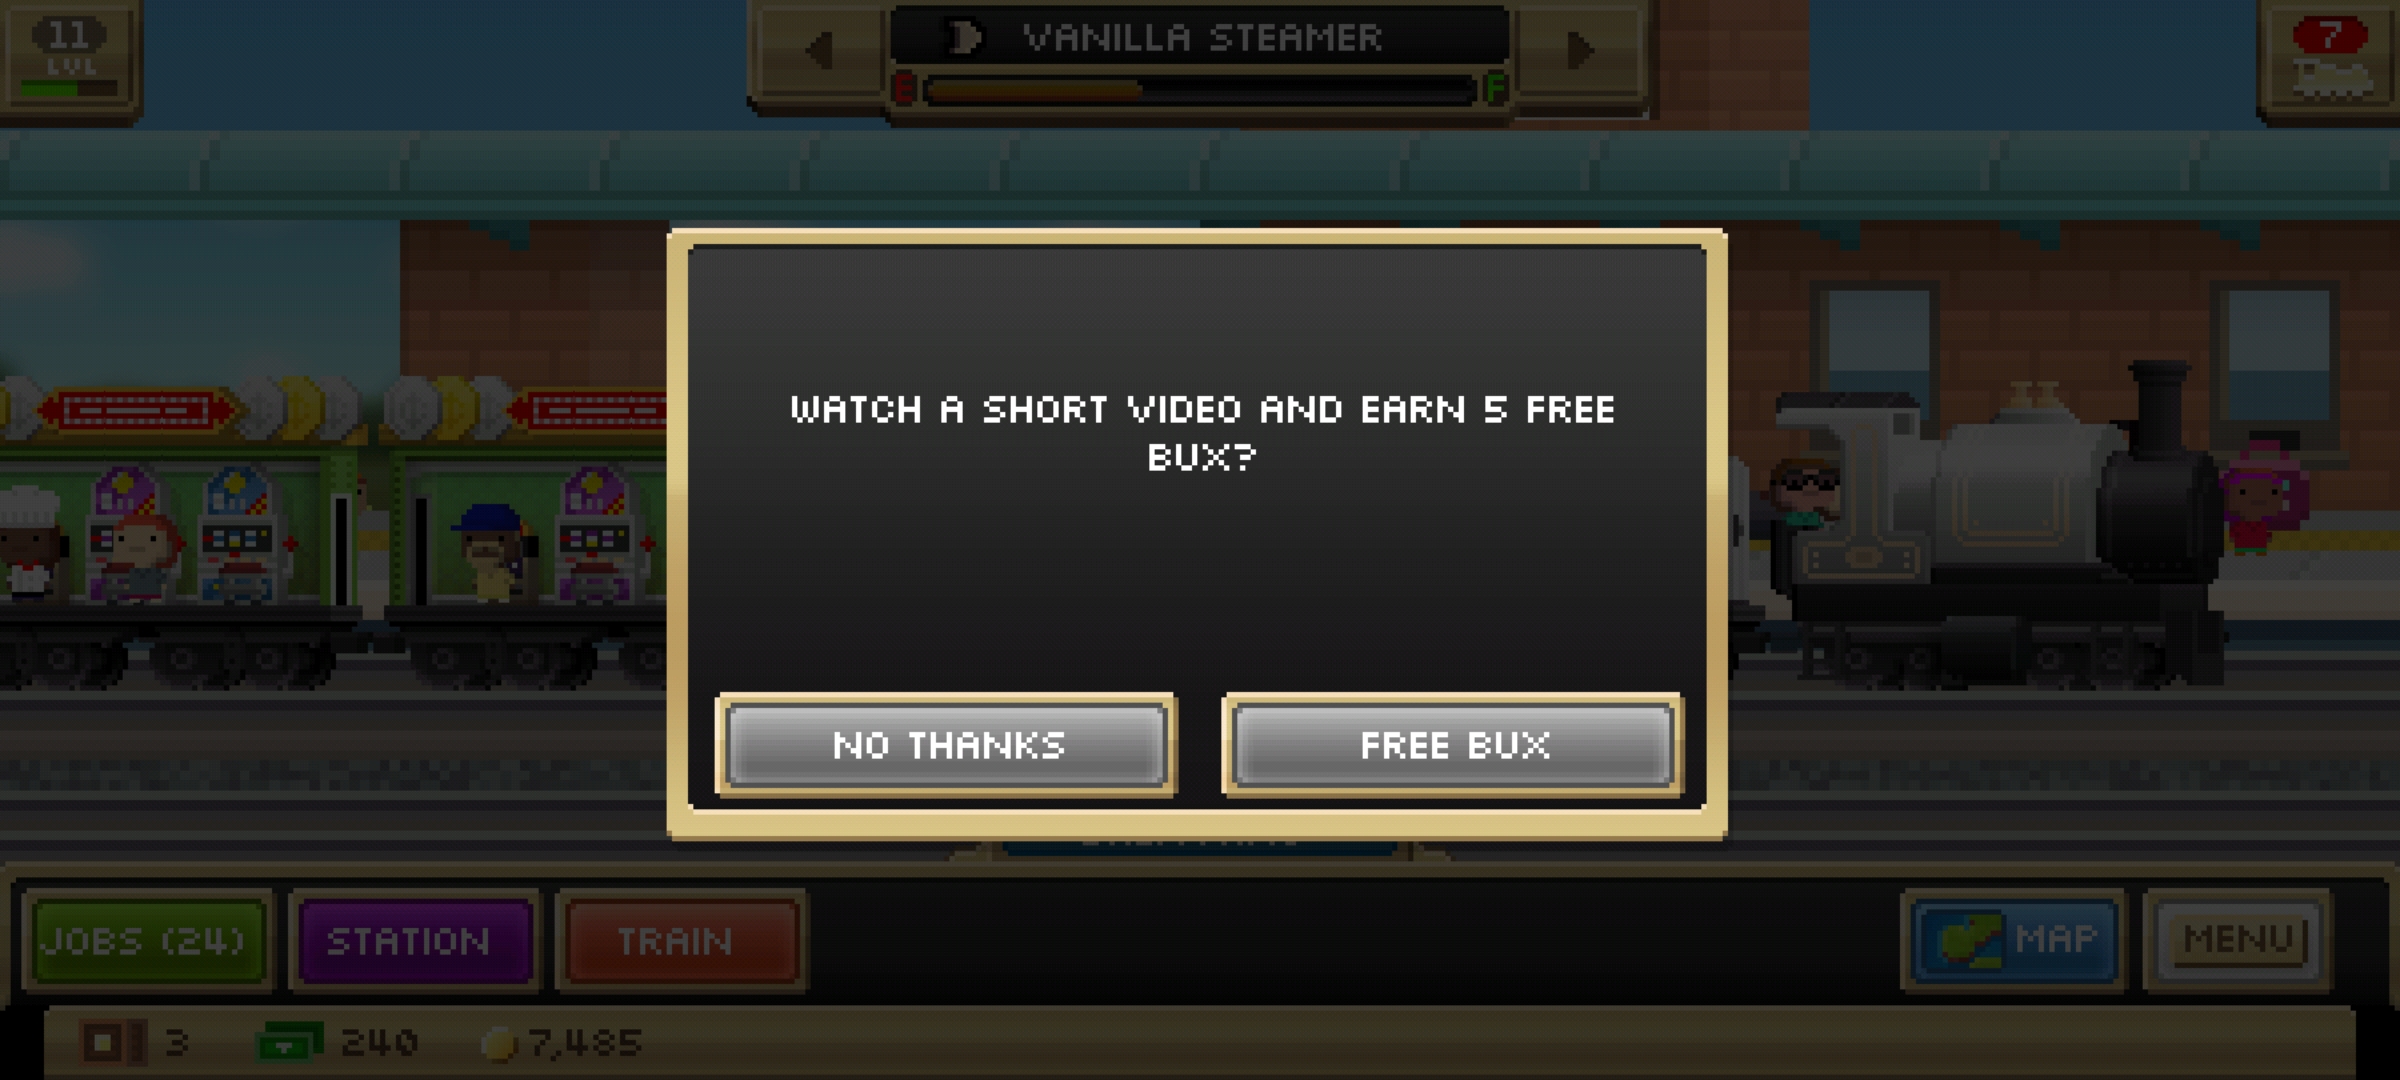 11
LVL
VANILLA STEAMER
E F
7
WATCH A SHORT VIDEO AND EARN 5 FREE
BUX?
NO THANKS
FREE BUX
JOBS (24)
STATION
TRAIN
MAP
MENU
3
240
7,485